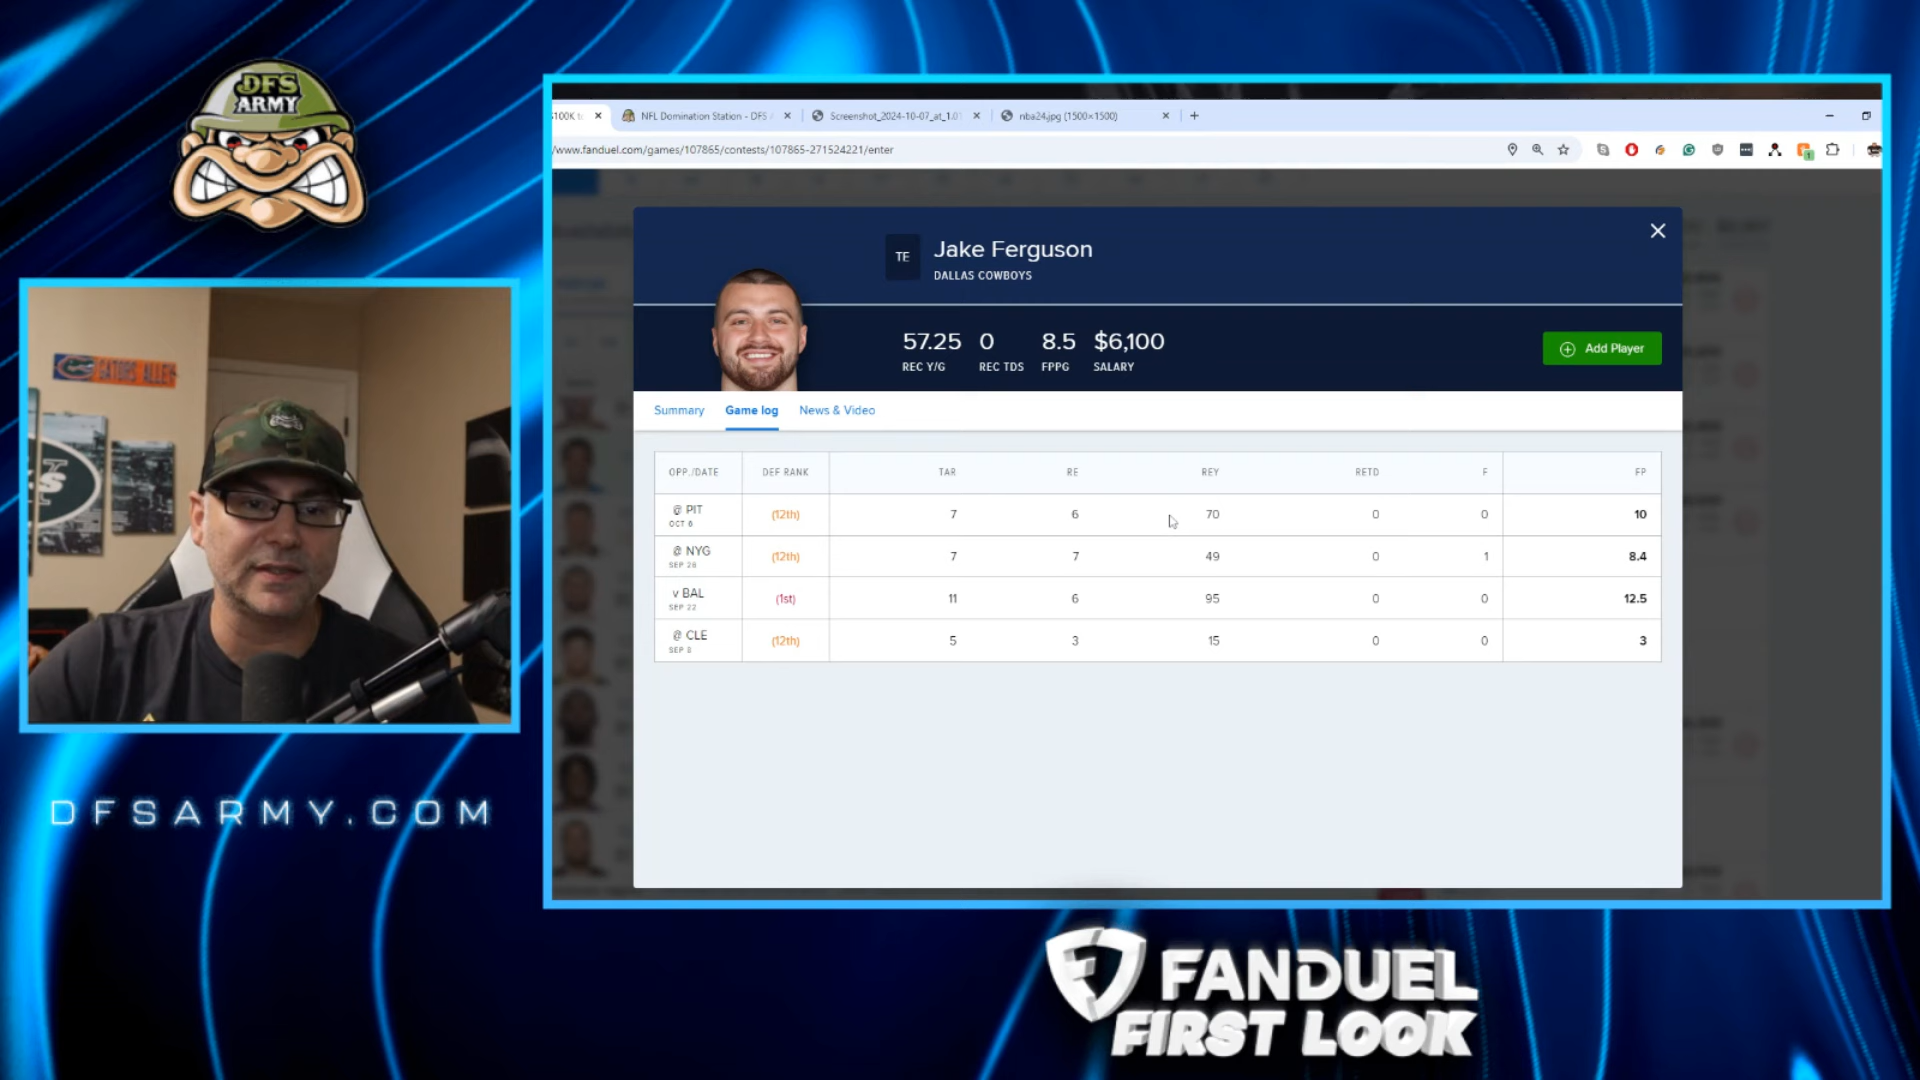 DFS
ARMY
GATORS ALLEY
DFSARMY.COM
$100K
NFL Domination Station - DFS
Screenshot_2024-10-07_at_1.01
nba24.jpg (1500×1500)
/www.fanduel.com/games/107865/contests/107865-271524221/enter
TE
Jake Ferguson
DALLAS COWBOYS
57.25 0 8.5 $6,100
REC Y/G REC TDS FPPG SALARY
Add Player
Summary Game log News & Video
OPP./DATE DEF RANK TAR RE REY RETD F FP
@ PIT (12th) 7 6 70 0 0 10
OCT 6
@ NYG (12th) 7 7 49 0 1 8.4
SEP 26
v BAL (1st) 11 6 95 0 0 12.5
SEP 22
@ CLE (12th) 5 3 15 0 0 3
SEP 8
FANDUEL
FIRST LOOK